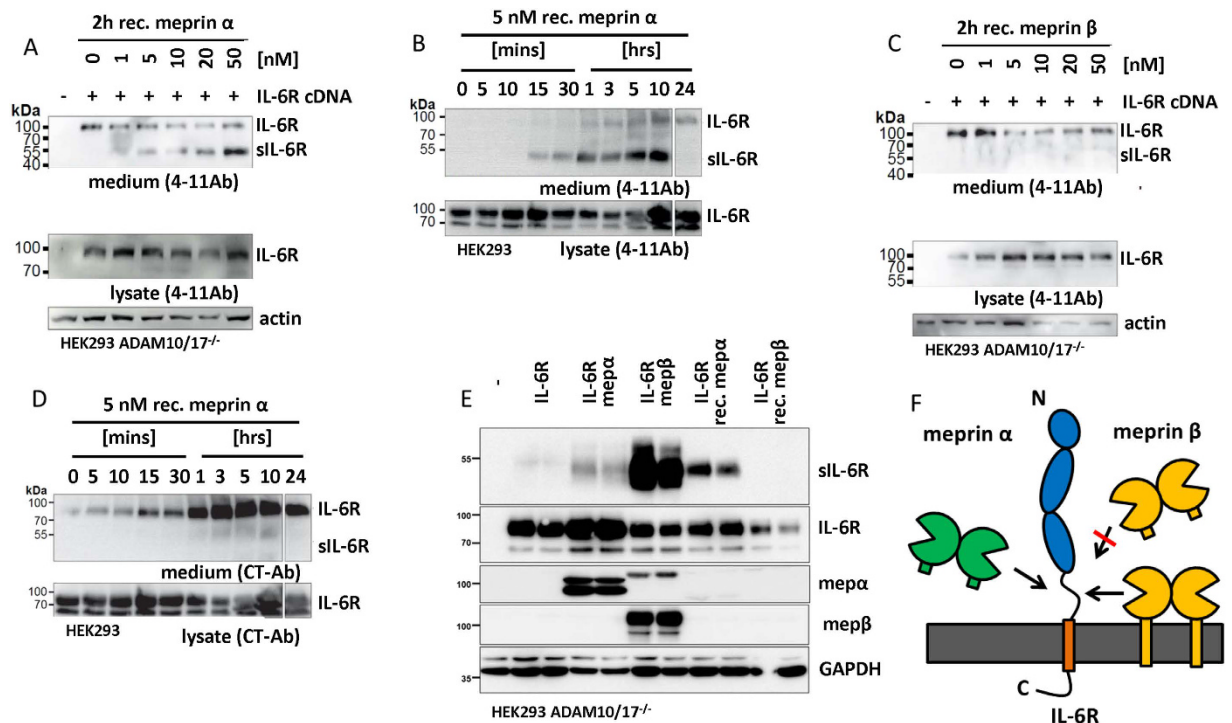 A
2h rec. meprin α
0 1 5 10 20 50 [nM]
- + + + + + + IL-6R cDNA
kDa
100 IL-6R
70
55 sIL-6R
40
medium (4-11Ab)
100 IL-6R
70
lysate (4-11Ab)
actin
HEK293 ADAM10/17-/-
B
5 nM rec. meprin α
[mins] [hrs]
0 5 10 15 30 1 3 5 10 24
kDa
100 IL-6R
70
55 sIL-6R
medium (4-11Ab)
100 IL-6R
70
HEK293 lysate (4-11Ab)
C
2h rec. meprin β
0 1 5 10 20 50 [nM]
- + + + + + + IL-6R cDNA
kDa
100 IL-6R
70
55 sIL-6R
40
medium (4-11Ab)
100 IL-6R
70
lysate (4-11Ab)
actin
HEK293 ADAM10/17-/-
D
5 nM rec. meprin α
[mins] [hrs]
0 5 10 15 30 1 3 5 10 24
kDa
100 IL-6R
70
55 sIL-6R
medium (CT-Ab)
100 IL-6R
70
HEK293 lysate (CT-Ab)
E
-
IL-6R
IL-6R
mepα
IL-6R
mepβ
IL-6R
rec. mepα
IL-6R
rec. mepβ
55 sIL-6R
100 IL-6R
70
100 mepα
100 mepβ
35 GAPDH
HEK293 ADAM10/17-/-
F
N
meprin α meprin β
C
IL-6R